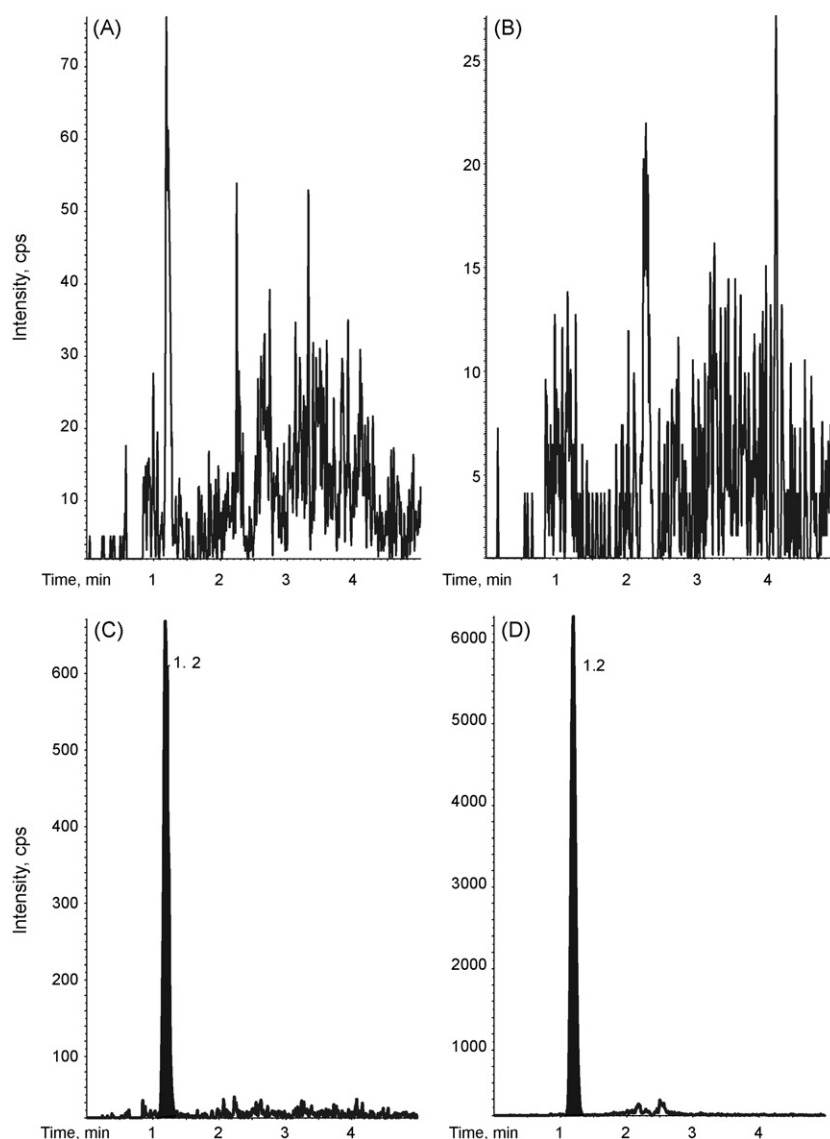 (A)
70
60
50
40
30
20
10
Intensity, cps
Time, min 1 2 3 4
(B)
25
20
15
10
5
Time, min 1 2 3 4
(C)
1. 2
600
500
400
300
200
100
Intensity, cps
Time, min 1 2 3 4
(D)
1.2
6000
5000
4000
3000
2000
1000
Time, min 1 2 3 4